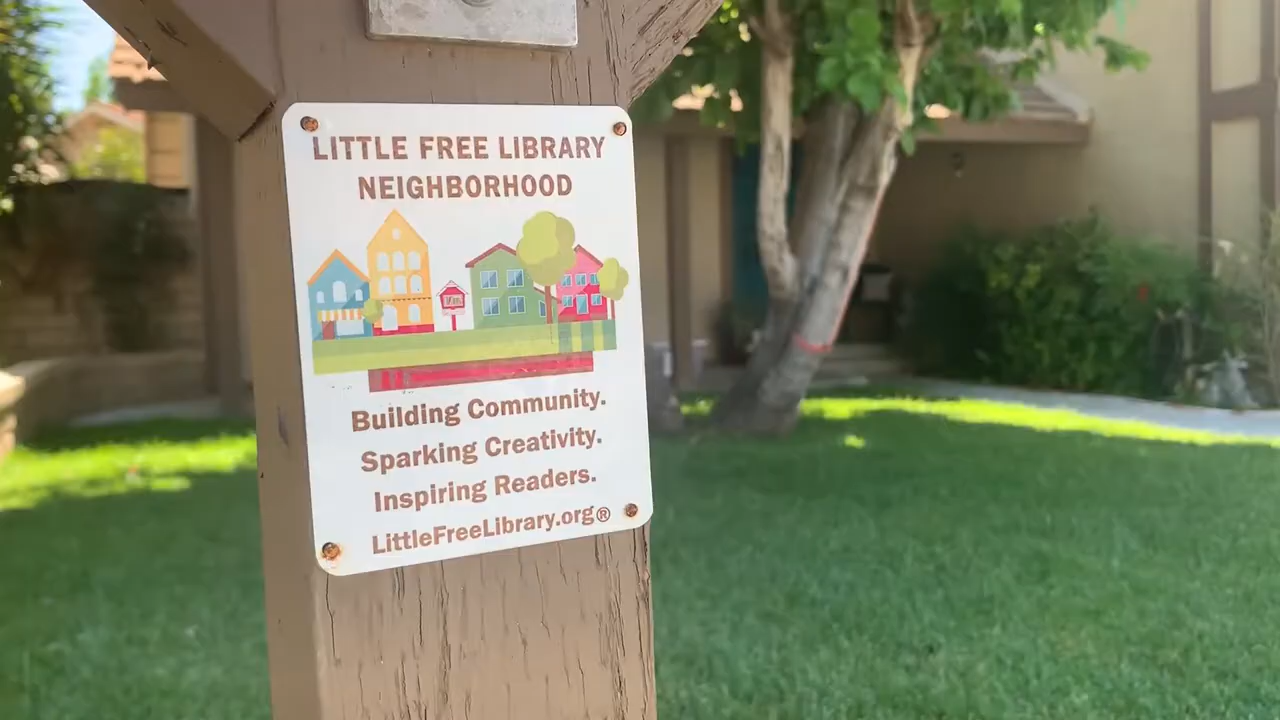 LITTLE FREE LIBRARY
NEIGHBORHOOD
Building Community.
Sparking Creativity.
Inspiring Readers.
LittleFreeLibrary.org®